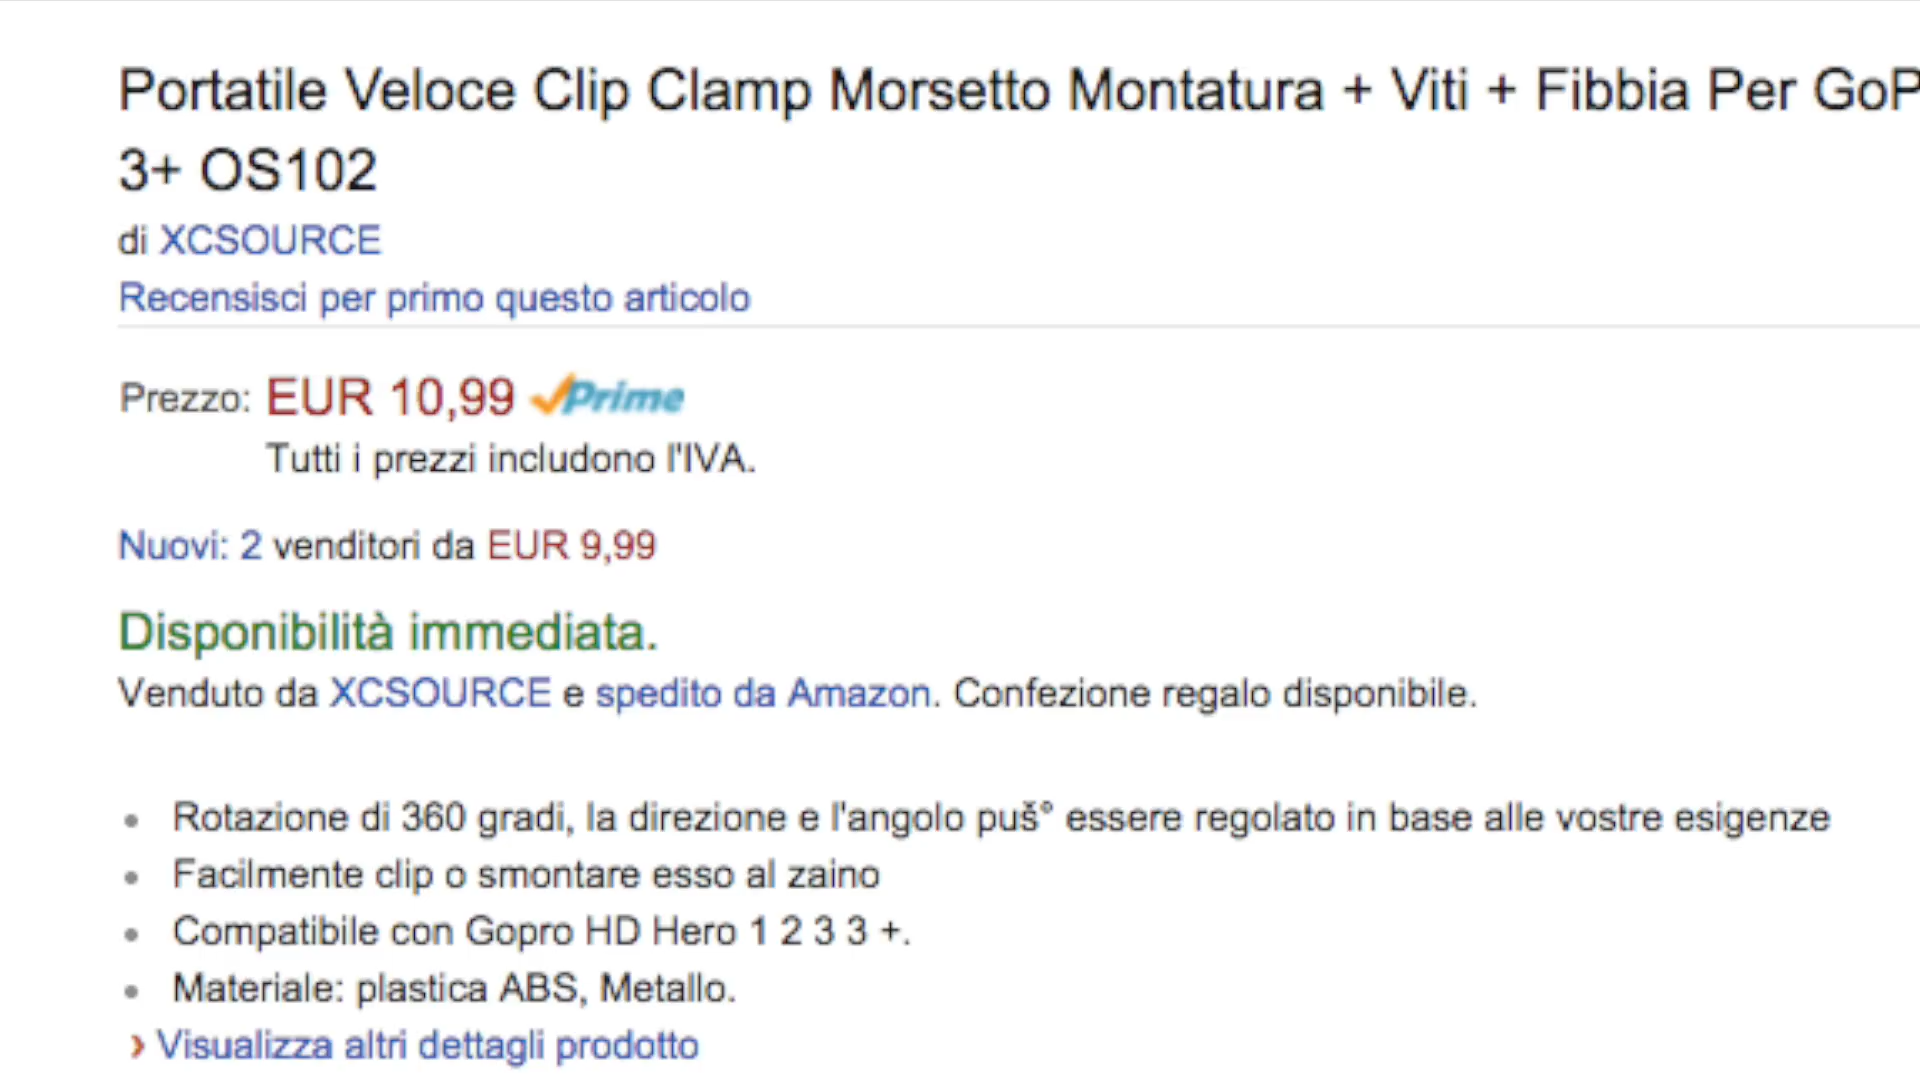 Portatile Veloce Clip Clamp Morsetto Montatura + Viti + Fibbia Per GoP
3+ OS102
di XCSOURCE
Recensisci per primo questo articolo
Prezzo: EUR 10,99 Prime
Tutti i prezzi includono l'IVA.
Nuovi: 2 venditori da EUR 9,99
Disponibilità immediata.
Venduto da XCSOURCE e spedito da Amazon. Confezione regalo disponibile.
• Rotazione di 360 gradi, la direzione e l'angolo puš° essere regolato in base alle vostre esigenze
• Facilmente clip o smontare esso al zaino
• Compatibile con Gopro HD Hero 1 2 3 3 +.
• Materiale: plastica ABS, Metallo.
› Visualizza altri dettagli prodotto